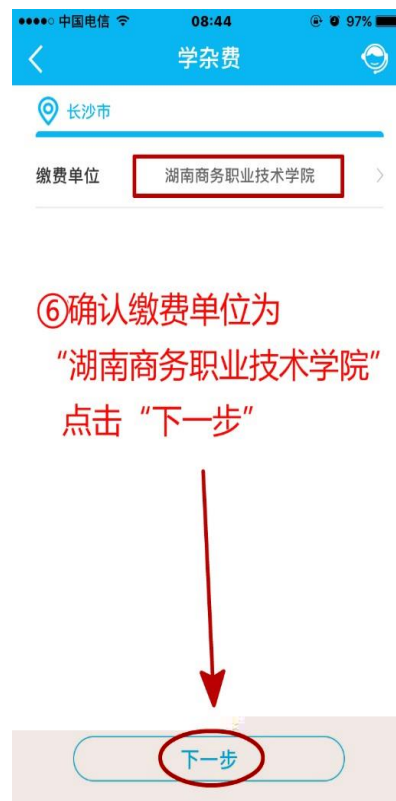 中国电信 08:44 97%
学杂费
长沙市
缴费单位 湖南商务职业技术学院
⑥确认缴费单位为
“湖南商务职业技术学院”
点击“下一步”
下一步